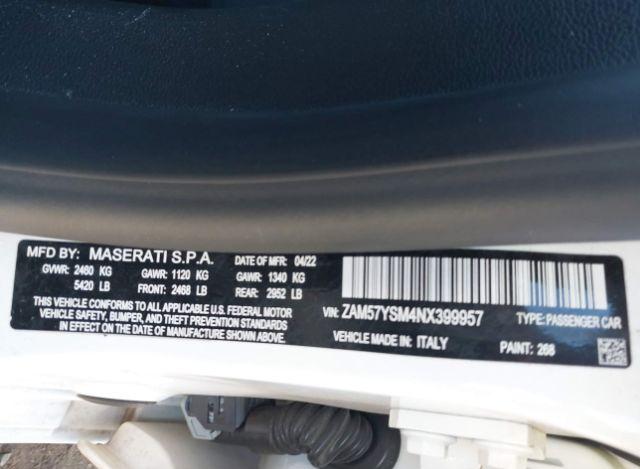 MFD BY: MASERATI S.P.A. DATE OF MFR: 04/22
GVWR: 2460 KG GAWR: 1120 KG GAWR: 1340 KG
5420 LB FRONT: 2468 LB REAR: 2952 LB
THIS VEHICLE CONFORMS TO ALL APPLICABLE U.S. FEDERAL MOTOR
VEHICLE SAFETY, BUMPER, AND THEFT PREVENTION STANDARDS
IN EFFECT ON THE DATE OF MANUFACTURE SHOWN ABOVE.
VIN: ZAM57YSM4NX399957 TYPE: PASSENGER CAR
VEHICLE MADE IN: ITALY PAINT: 268